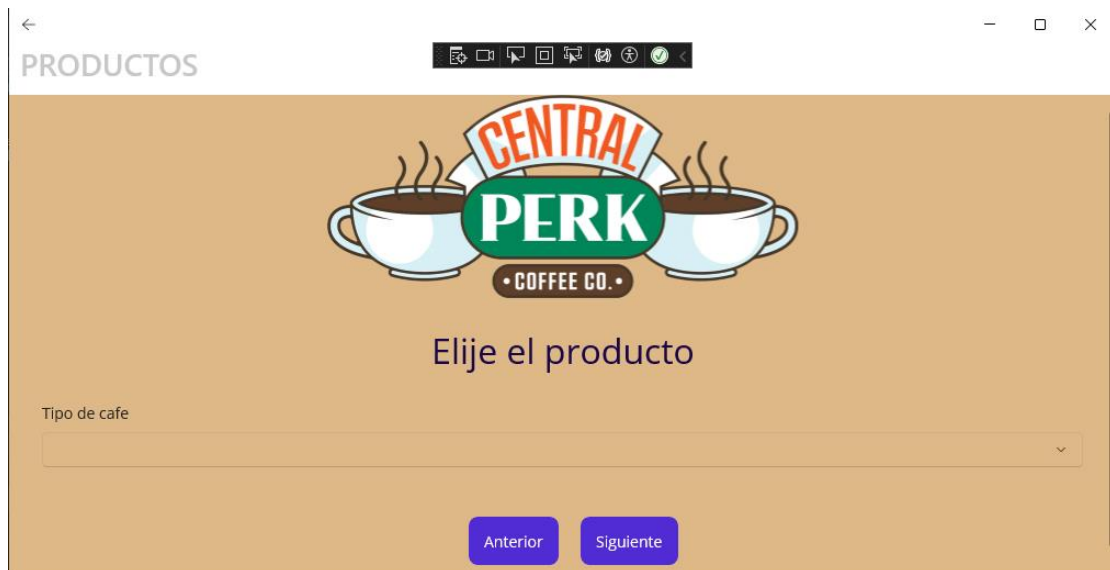 PRODUCTOS
CENTRAL
PERK
• COFFEE CO. •
Elije el producto
Tipo de cafe
Anterior
Siguiente